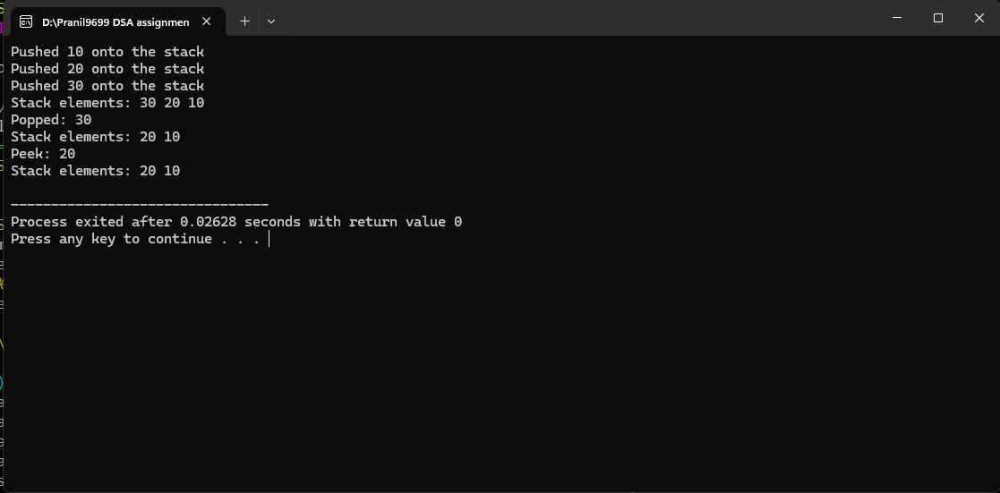 D:\Pranil9699 DSA assignmen
Pushed 10 onto the stack
Pushed 20 onto the stack
Pushed 30 onto the stack
Stack elements: 30 20 10
Popped: 30
Stack elements: 20 10
Peek: 20
Stack elements: 20 10
--------------------------------
Process exited after 0.02628 seconds with return value 0
Press any key to continue . . .